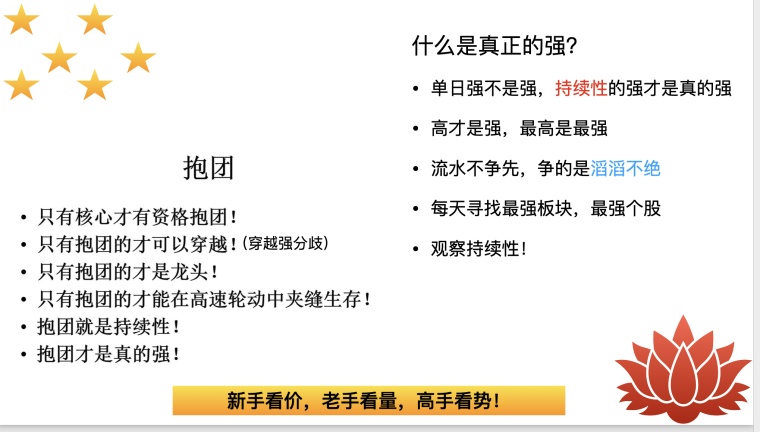 抱团
• 只有核心才有资格抱团！
• 只有抱团的才可以穿越！（穿越强分歧）
• 只有抱团的才是龙头！
• 只有抱团的才能在高速轮动中夹缝生存！
• 抱团就是持续性！
• 抱团才是真的强！
什么是真正的强？
• 单日强不是强，持续性的强才是真的强
• 高才是强，最高是最强
• 流水不争先，争的是滔滔不绝
• 每天寻找最强板块，最强个股
• 观察持续性！
新手看价，老手看量，高手看势！